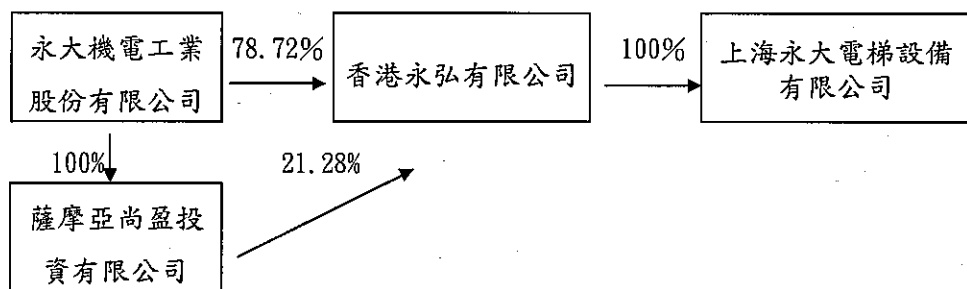 永大機電工業
股份有限公司
78.72%
香港永弘有限公司
100%
上海永大電梯設備
有限公司
100%
21.28%
薩摩亞尚盈投
資有限公司